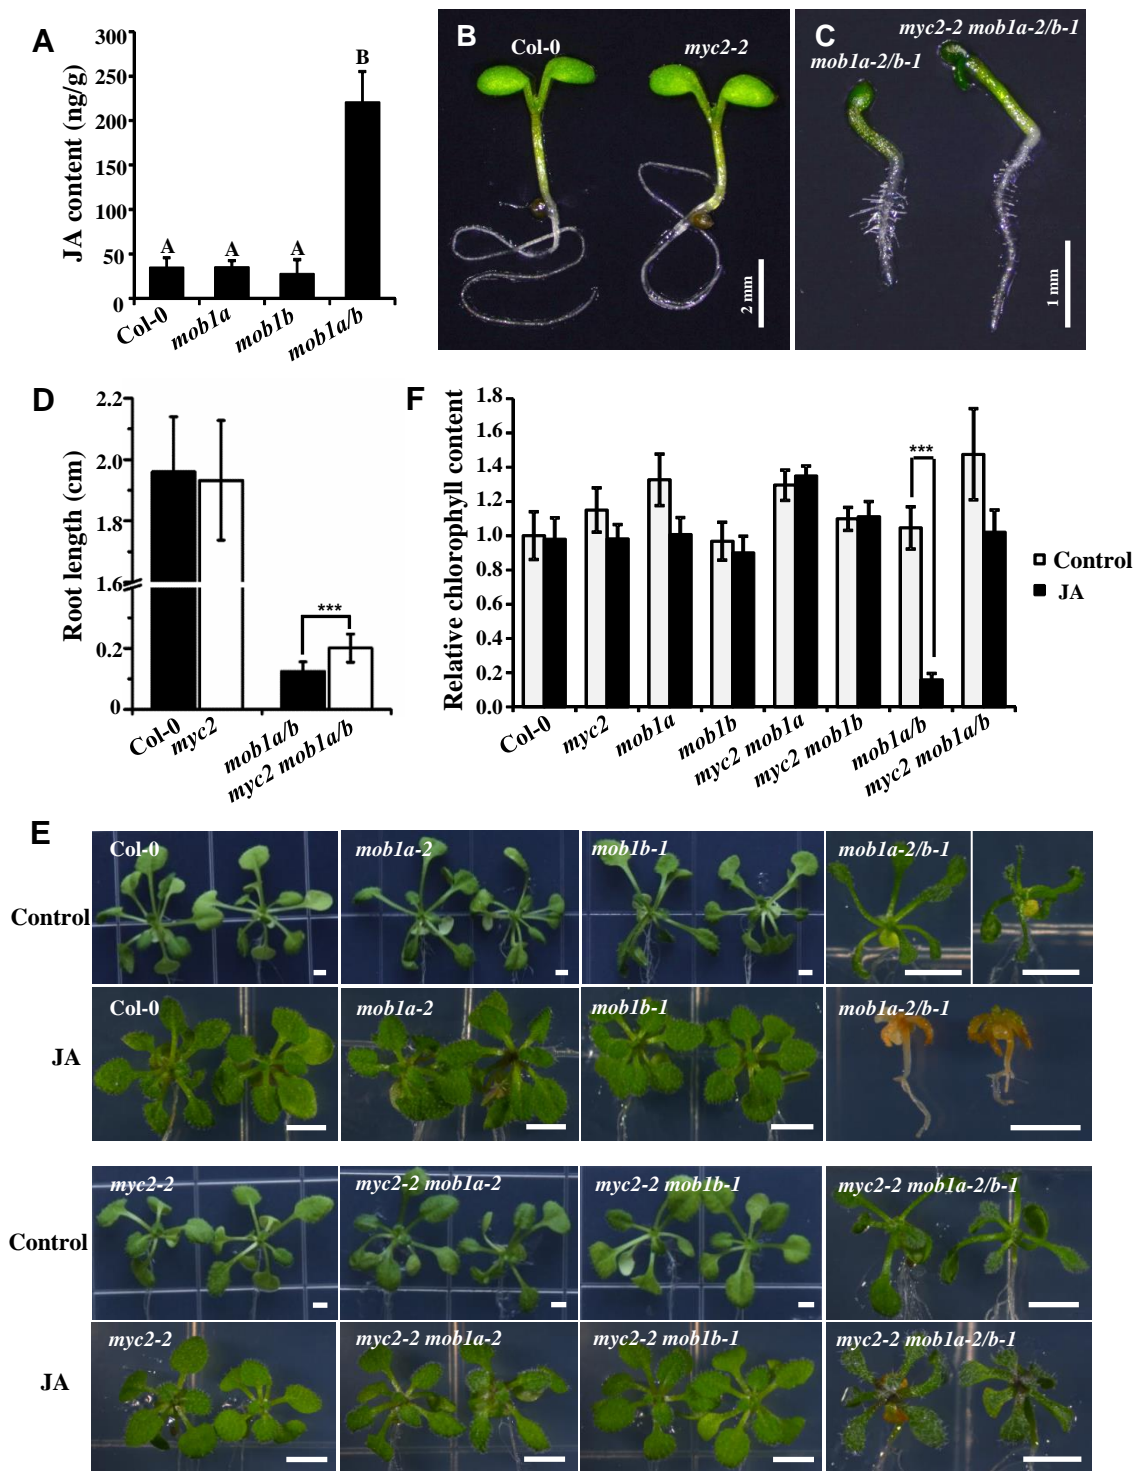 A
JA content (ng/g)
300
250
200
150
100
50
0
A
A
A
B
Col-0
mob1a
mob1b
mob1a/b
B
Col-0
myc2-2
2 mm
C
myc2-2 mob1a-2/b-1
mob1a-2/b-1
1 mm
D
Root length (cm)
2.2
2.0
1.8
1.6
0.2
0
***
Col-0
myc2
mob1a/b
myc2 mob1a/b
F
Relative chlorophyll content
1.8
1.6
1.4
1.2
1.0
0.8
0.6
0.4
0.2
0.0
***
Control
JA
Col-0
myc2
mob1a
mob1b
myc2 mob1a
myc2 mob1b
mob1a/b
myc2 mob1a/b
E
Control
Col-0
mob1a-2
mob1b-1
mob1a-2/b-1
JA
Col-0
mob1a-2
mob1b-1
mob1a-2/b-1
Control
myc2-2
myc2-2 mob1a-2
myc2-2 mob1b-1
myc2-2 mob1a-2/b-1
JA
myc2-2
myc2-2 mob1a-2
myc2-2 mob1b-1
myc2-2 mob1a-2/b-1